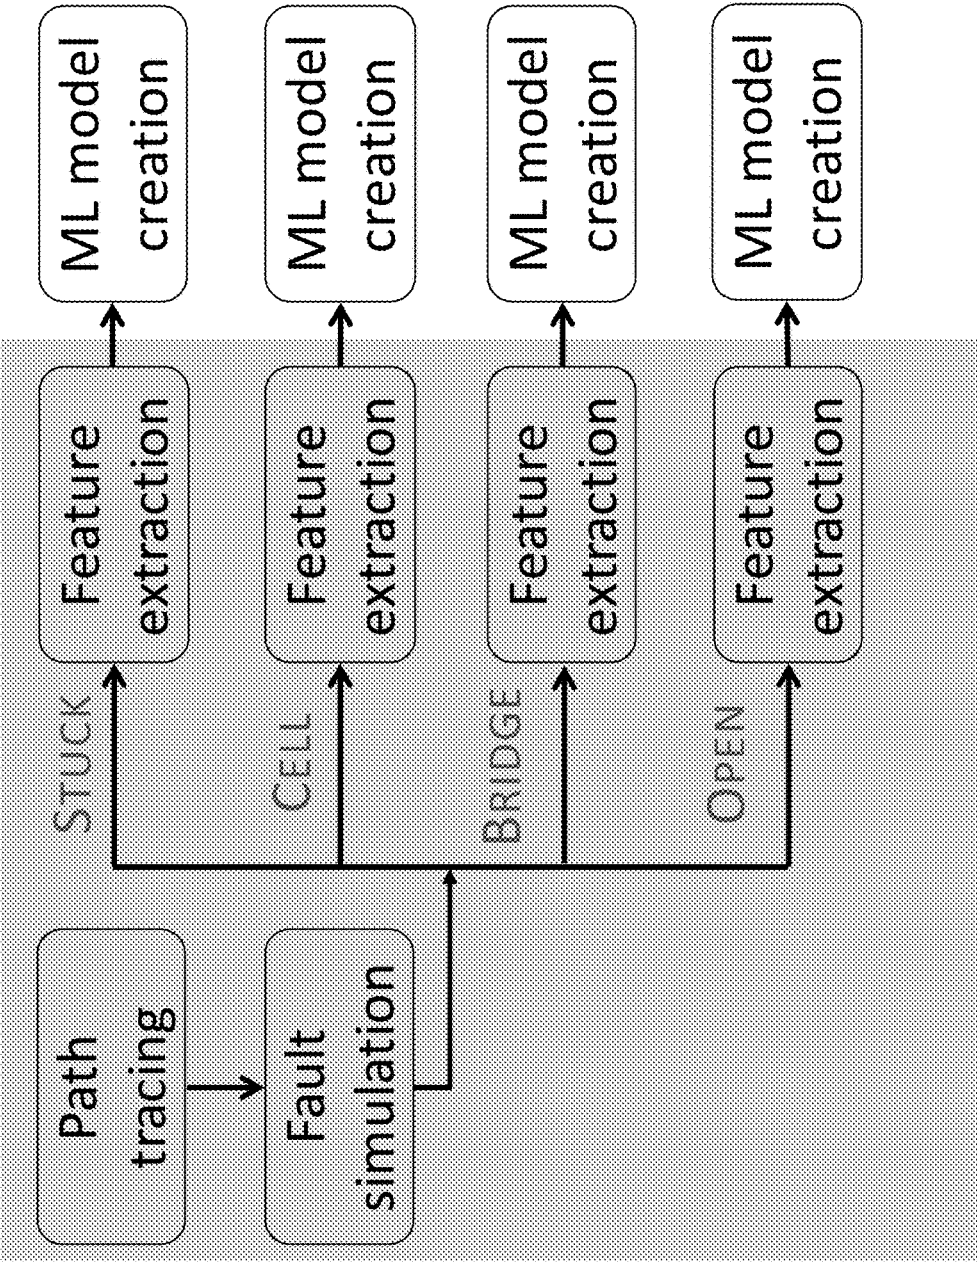 Path
tracing
Fault
simulation
STUCK
Feature
extraction
ML model
creation
CELL
Feature
extraction
ML model
creation
BRIDGE
Feature
extraction
ML model
creation
OPEN
Feature
extraction
ML model
creation